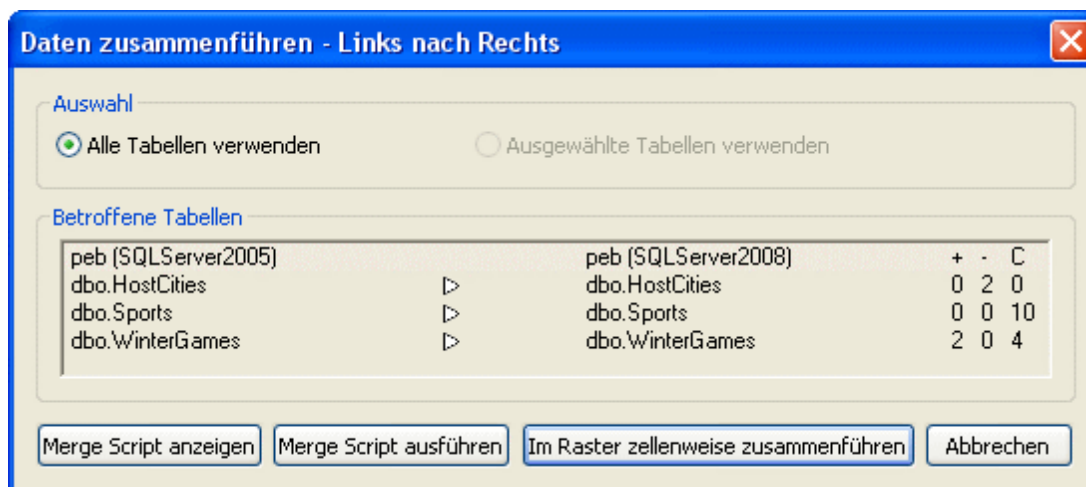 Daten zusammenführen - Links nach Rechts
Auswahl
Alle Tabellen verwenden Ausgewählte Tabellen verwenden
Betroffene Tabellen
peb (SQLServer2005) peb (SQLServer2008) + - C
dbo.HostCities dbo.HostCities 0 2 0
dbo.Sports dbo.Sports 0 0 10
dbo.WinterGames dbo.WinterGames 2 0 4
Merge Script anzeigen Merge Script ausführen Im Raster zellenweise zusammenführen Abbrechen